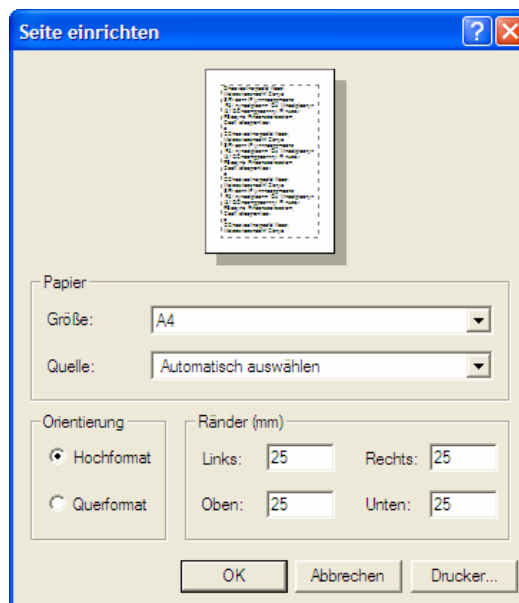 Seite einrichten
Papier
Größe: A4
Quelle: Automatisch auswählen
Orientierung
Hochformat
Querformat
Ränder (mm)
Links: 25 Rechts: 25
Oben: 25 Unten: 25
OK Abbrechen Drucker...